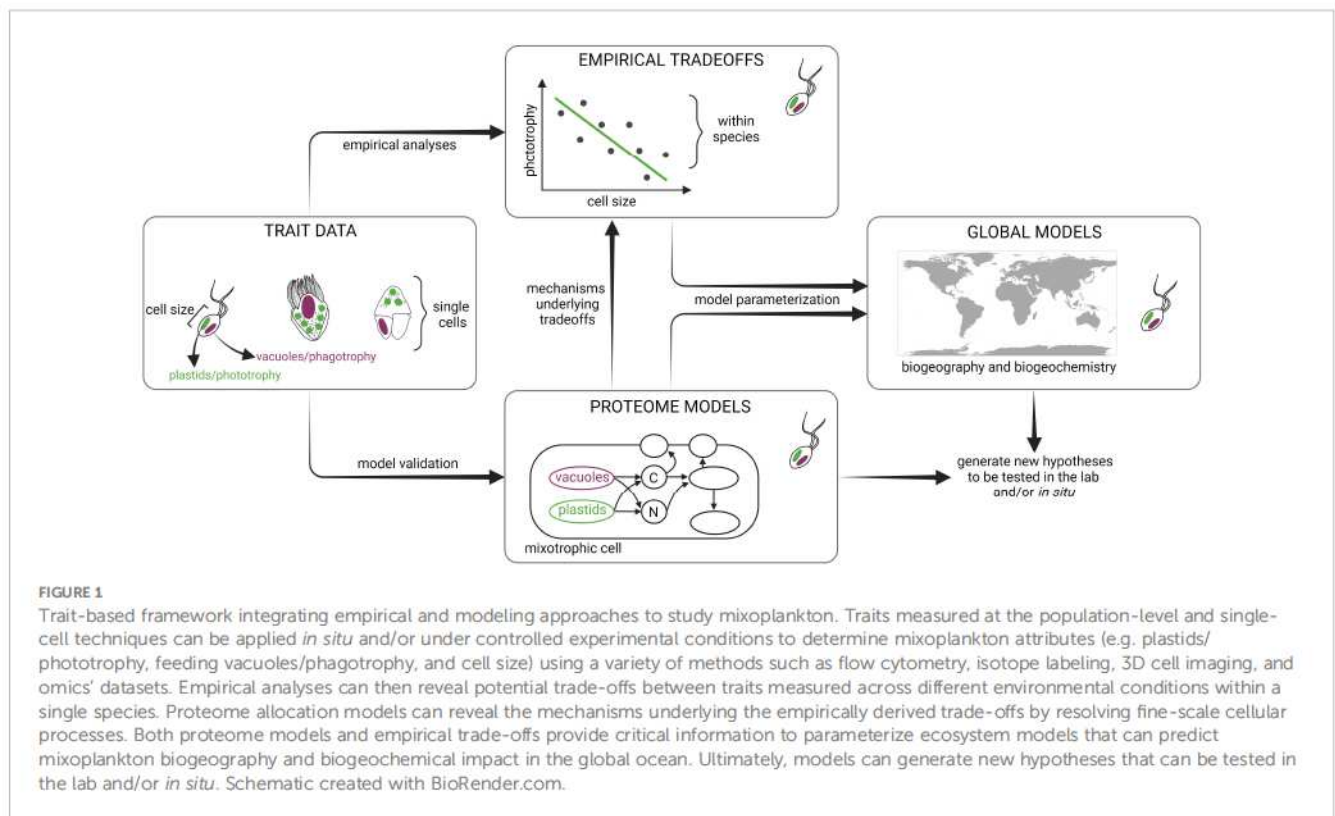 EMPIRICAL TRADEOFFS
phctotrophy
cell size
within
species
empirical analyses
TRAIT DATA
cell size
single
cells
vacuoles/phagotrophy
plastids/phototrophy
mechanisms
underlying
tradeoffs
model parameterization
GLOBAL MODELS
biogeography and biogeochemistry
model validation
PROTEOME MODELS
vacuoles
C
plastids
N
mixotrophic cell
generate new hypotheses
to be tested in the lab
and/or in situ
FIGURE 1
Trait-based framework integrating empirical and modeling approaches to study mixoplankton. Traits measured at the population-level and single-
cell techniques can be applied in situ and/or under controlled experimental conditions to determine mixoplankton attributes (e.g. plastids/
phototrophy, feeding vacuoles/phagotrophy, and cell size) using a variety of methods such as flow cytometry, isotope labeling, 3D cell imaging, and
omics' datasets. Empirical analyses can then reveal potential trade-offs between traits measured across different environmental conditions within a
single species. Proteome allocation models can reveal the mechanisms underlying the empirically derived trade-offs by resolving fine-scale cellular
processes. Both proteome models and empirical trade-offs provide critical information to parameterize ecosystem models that can predict
mixoplankton biogeography and biogeochemical impact in the global ocean. Ultimately, models can generate new hypotheses that can be tested in
the lab and/or in situ. Schematic created with BioRender.com.